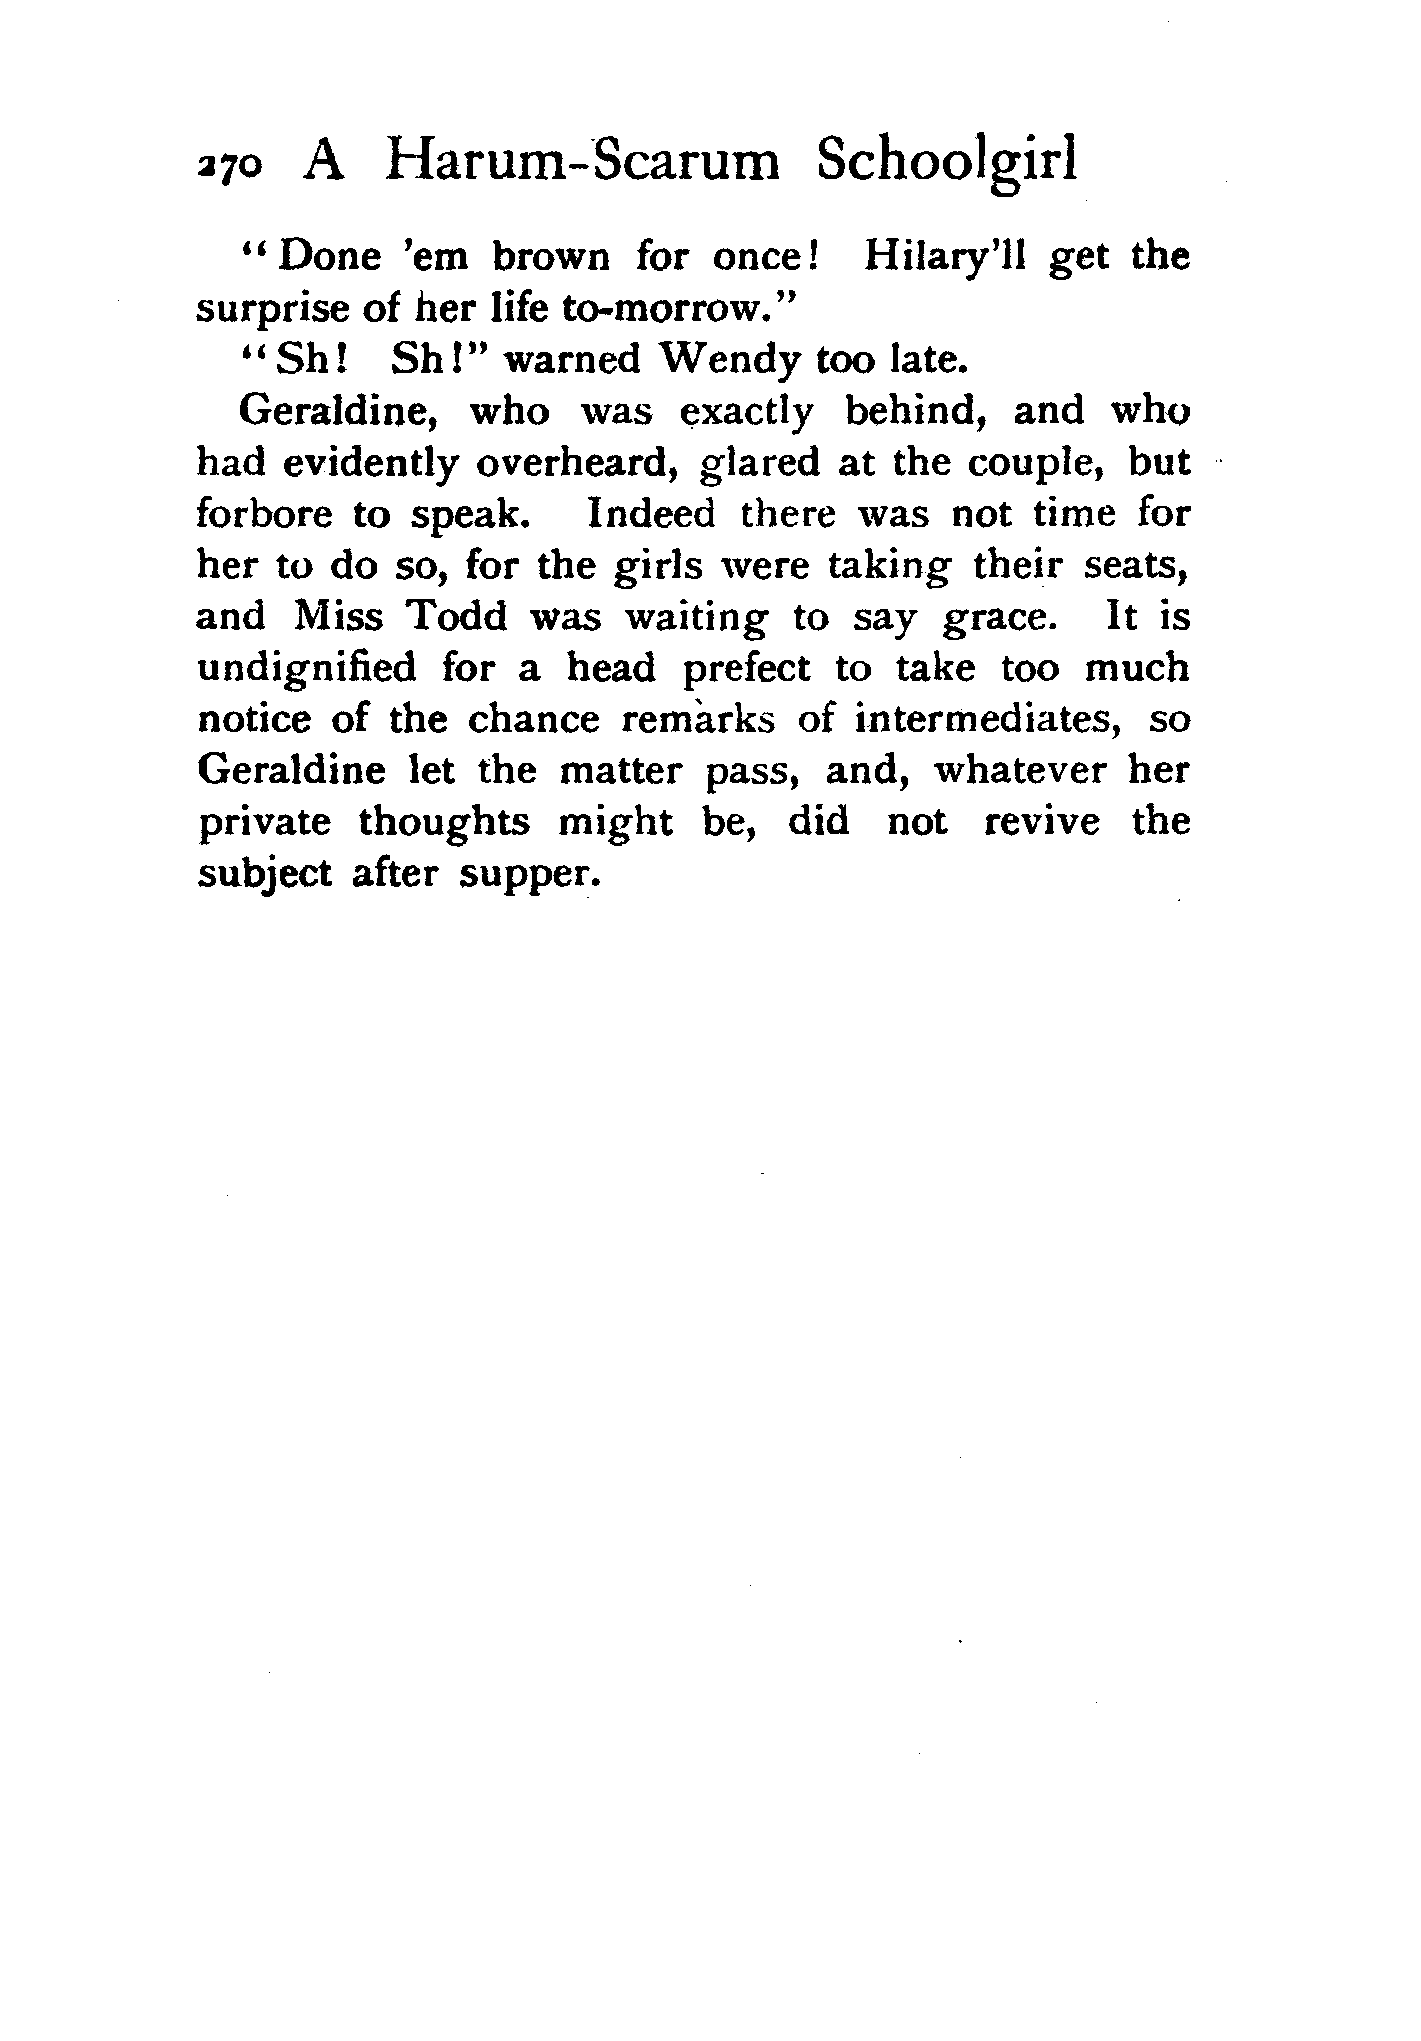 270 A Harum-Scarum Schoolgirl
"Done 'em brown for once! Hilary'll get the
surprise of her life to-morrow."
"Sh! Sh!" warned Wendy too late.
Geraldine, who was exactly behind, and who
had evidently overheard, glared at the couple, but
forbore to speak. Indeed there was not time for
her to do so, for the girls were taking their seats,
and Miss Todd was waiting to say grace. It is
undignified for a head prefect to take too much
notice of the chance remarks of intermediates, so
Geraldine let the matter pass, and, whatever her
private thoughts might be, did not revive the
subject after supper.